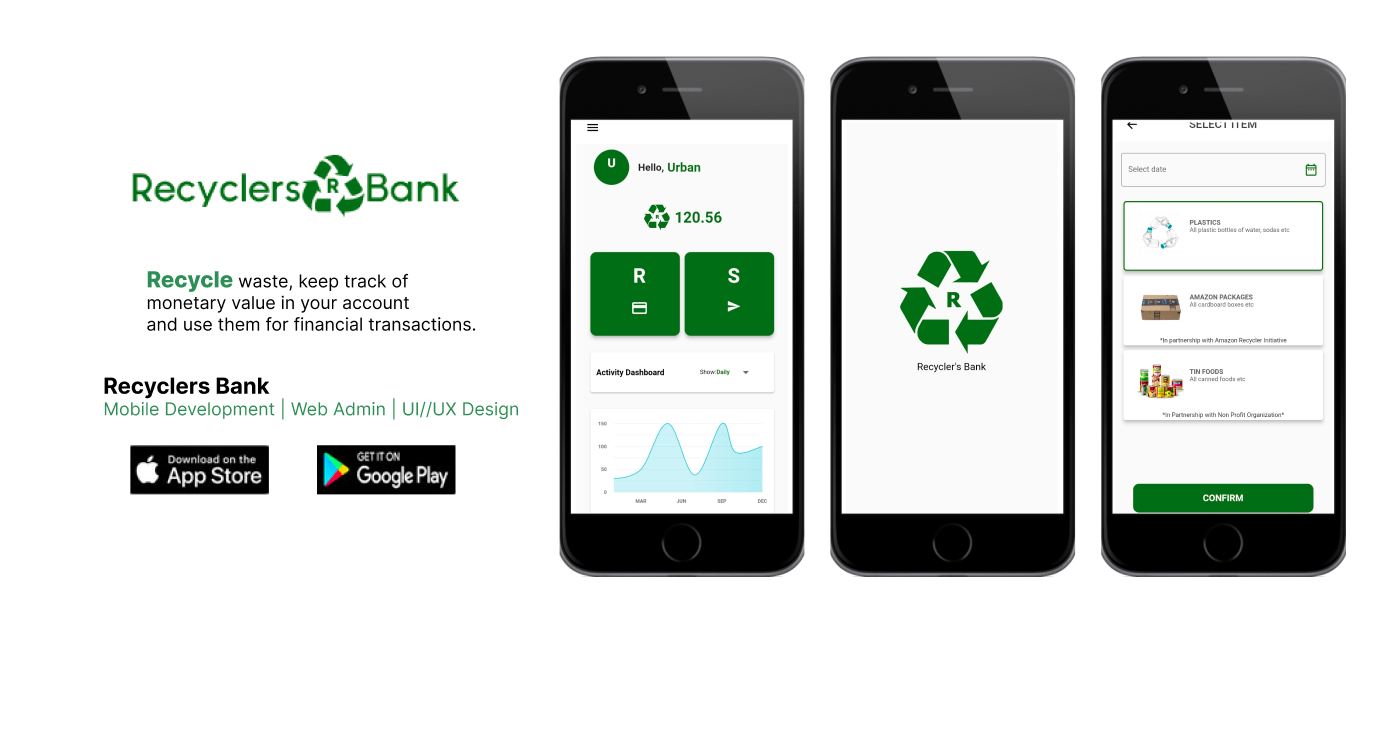 Recyclers R Bank
Recycle waste, keep track of
monetary value in your account
and use them for financial transactions.
Recyclers Bank
Mobile Development | Web Admin | UI//UX Design
Download on the
App Store
GET IT ON
Google Play
U
Hello, Urban
R 120.56
R
S
Activity Dashboard
Show:Daily
150
100
50
0
MAR
JUN
SEP
DEC
R
Recycler's Bank
SELECT ITEM
Select date
PLASTICS
All plastic bottles of water, sodas etc
AMAZON PACKAGES
All cardboard boxes etc
*In partnership with Amazon Recycler Initiative
TIN FOODS
All canned foods etc
*In Partnership with Non Profit Organization*
CONFIRM